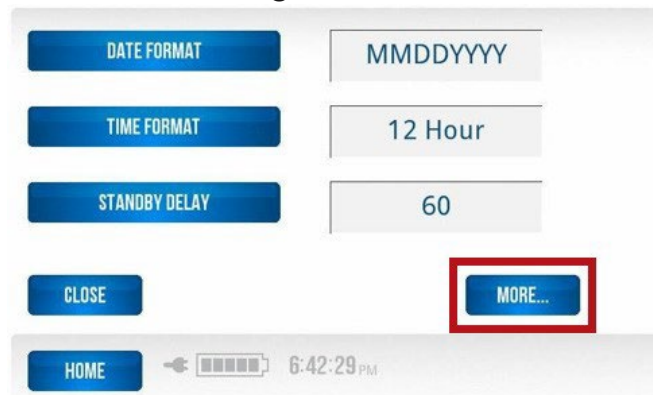 DATE FORMAT MMDDYYYY
TIME FORMAT 12 Hour
STANDBY DELAY 60
CLOSE MORE...
HOME 6:42:29 PM